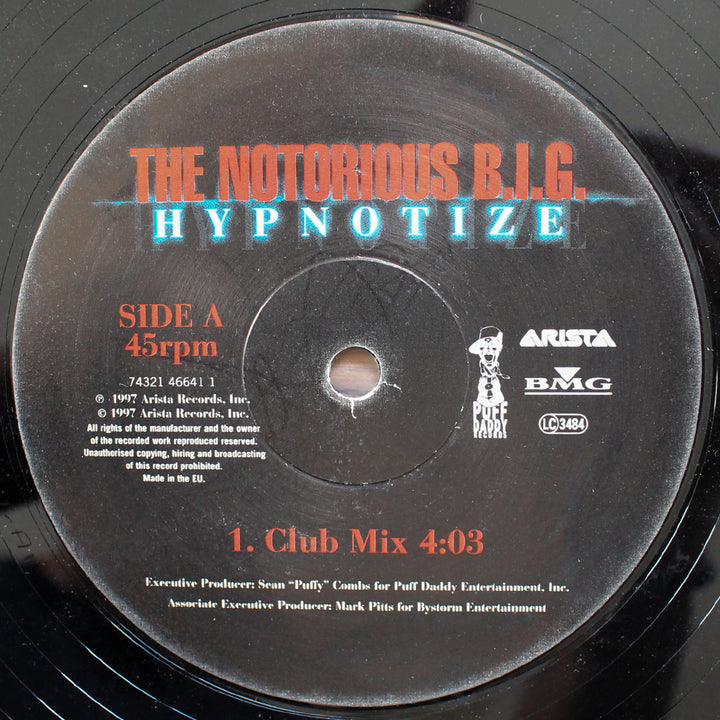 THE NOTORIOUS B.I.G.
HYPNOTIZE
SIDE A
45rpm
74321 46641 1
℗ 1997 Arista Records, Inc.
© 1997 Arista Records, Inc.
All rights of the manufacturer and the owner
of the recorded work reproduced reserved.
Unauthorised copying, hiring and broadcasting
of this record prohibited.
Made in the EU.
PUFF
DADDY
RECORDS
ARISTA
BMG
LC 3484
1. Club Mix 4:03
Executive Producer: Sean "Puffy" Combs for Puff Daddy Entertainment, Inc.
Associate Executive Producer: Mark Pitts for Bystorm Entertainment